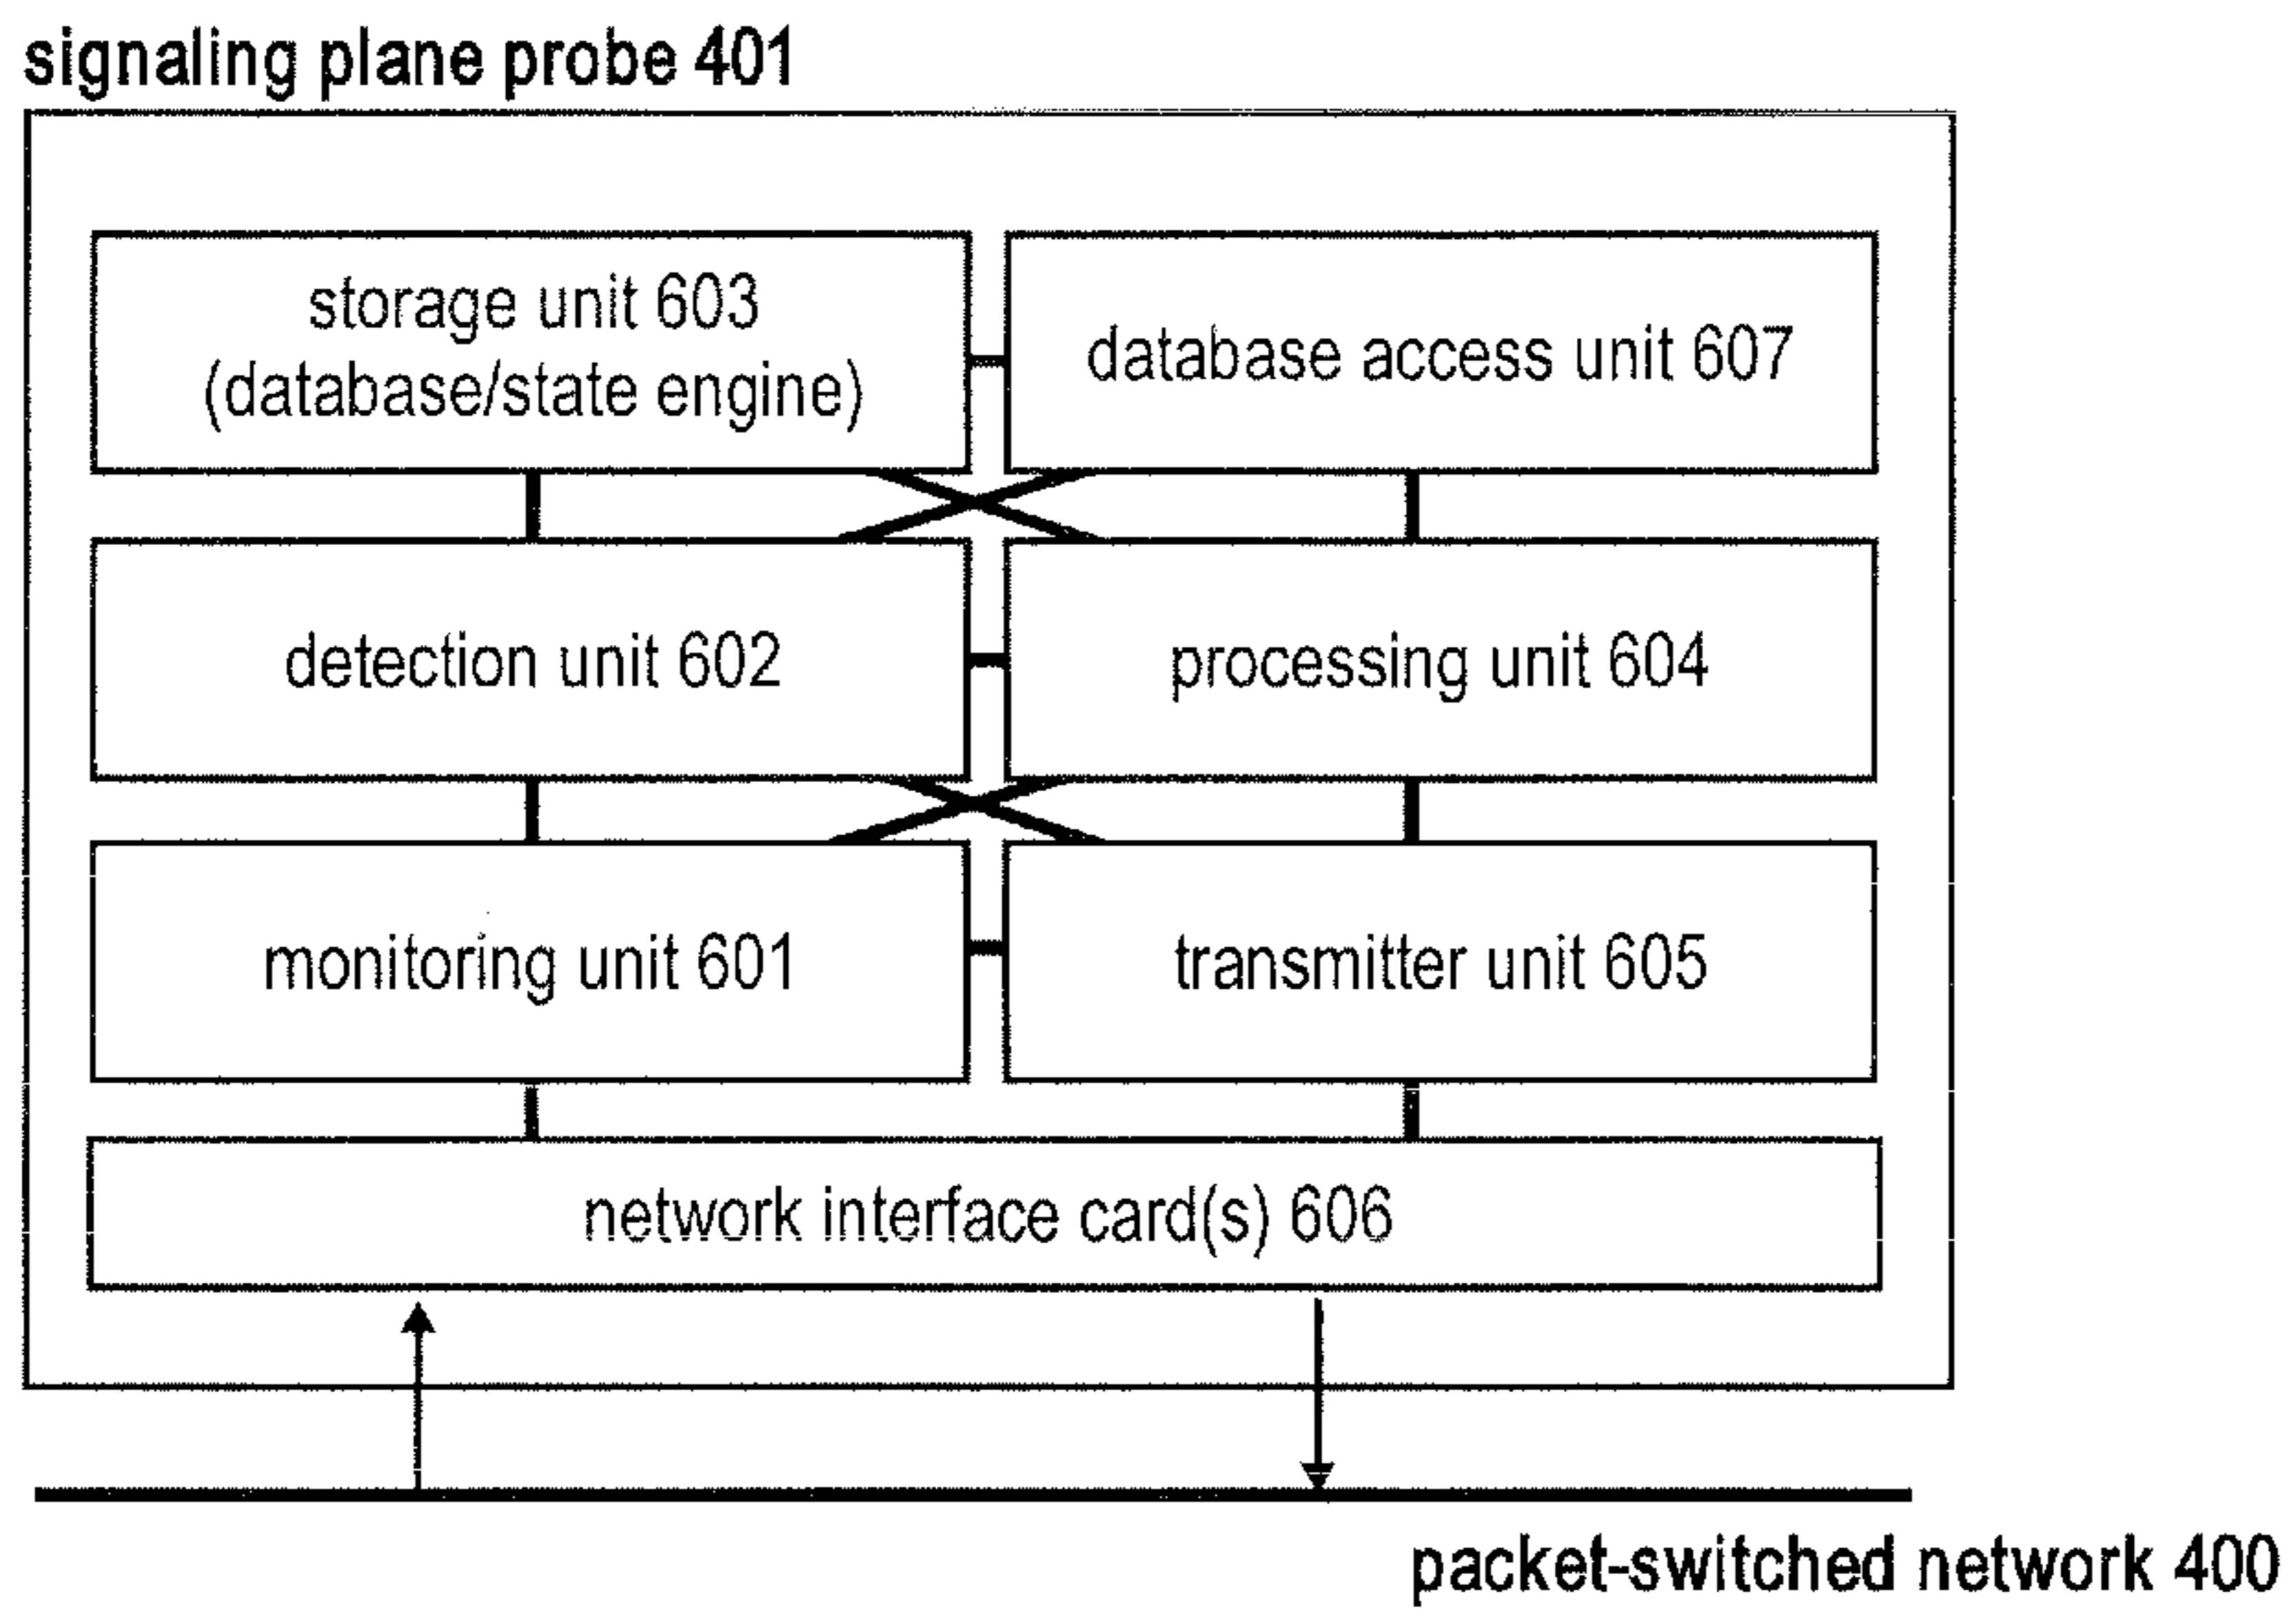 signaling plane probe 401
storage unit 603
(database/state engine)
database access unit 607
detection unit 602
processing unit 604
monitoring unit 601
transmitter unit 605
network interface card(s) 606
packet-switched network 400